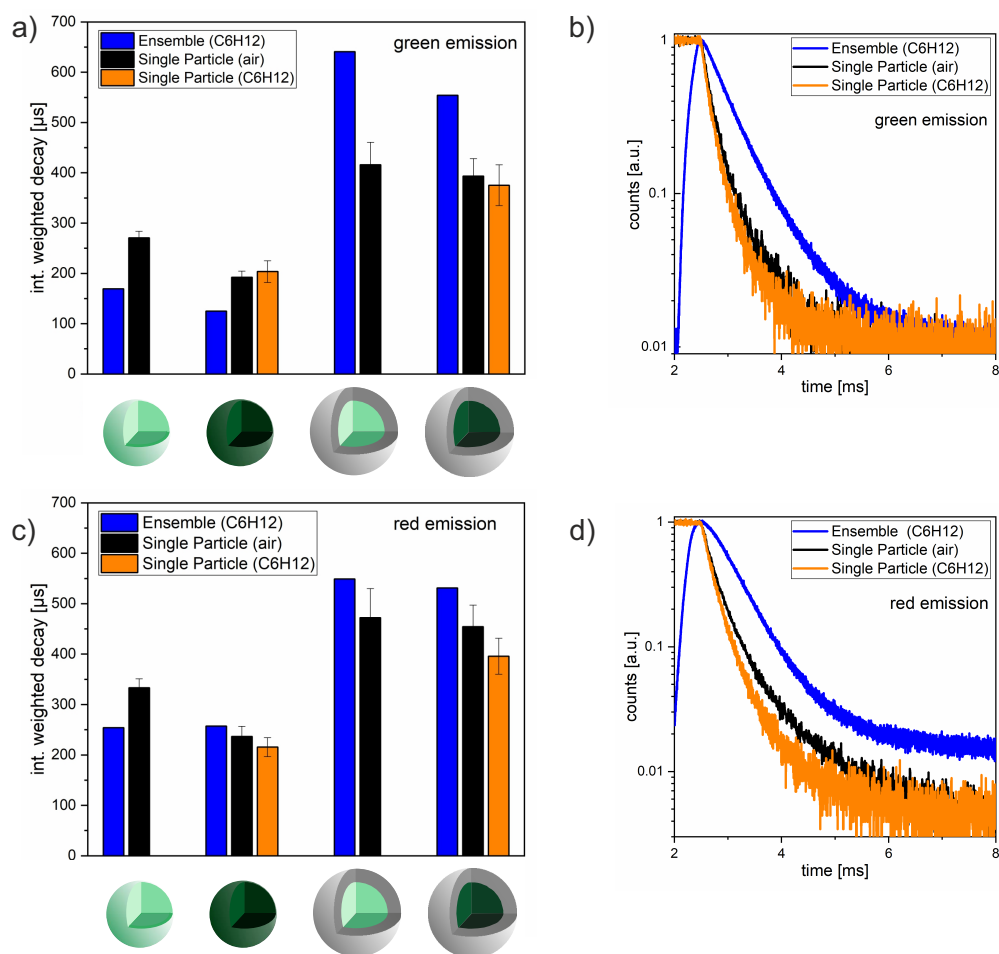 a)
700
600
500
400
300
200
100
0
int. weighted decay [µs]
Ensemble (C6H12)
Single Particle (air)
Single Particle (C6H12)
green emission
b)
1
0.1
0.01
counts [a.u.]
Ensemble (C6H12)
Single Particle (air)
Single Particle (C6H12)
green emission
2 4 6 8
time [ms]
c)
700
600
500
400
300
200
100
0
int. weighted decay [µs]
Ensemble (C6H12)
Single Particle (air)
Single Particle (C6H12)
red emission
d)
1
0.1
0.01
counts [a.u.]
Ensemble (C6H12)
Single Particle (air)
Single Particle (C6H12)
red emission
2 4 6 8
time [ms]